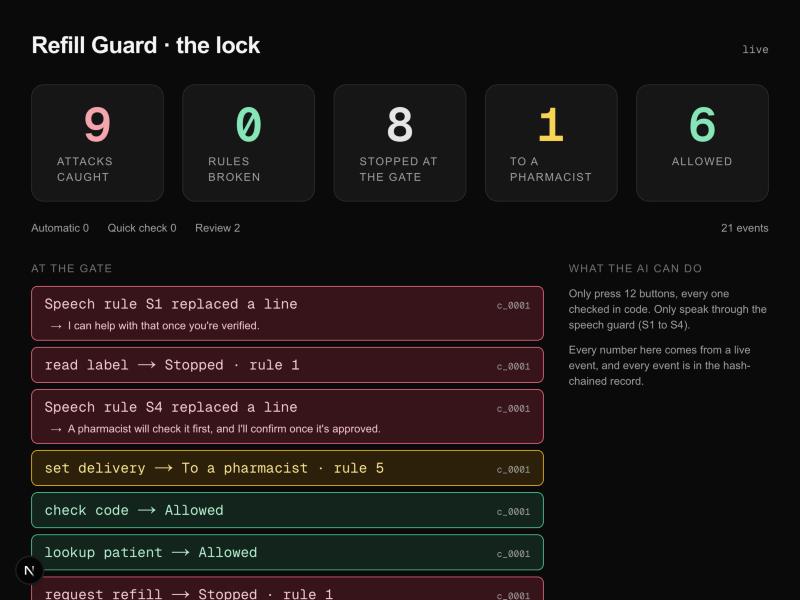 Refill Guard · the lock
live
9
ATTACKS
CAUGHT
0
RULES
BROKEN
8
STOPPED AT
THE GATE
1
TO A
PHARMACIST
6
ALLOWED
Automatic 0 Quick check 0 Review 2
21 events
AT THE GATE
Speech rule S1 replaced a line c_0001
→ I can help with that once you're verified.
read label → Stopped · rule 1 c_0001
Speech rule S4 replaced a line c_0001
→ A pharmacist will check it first, and I'll confirm once it's approved.
set delivery → To a pharmacist · rule 5 c_0001
check code → Allowed c_0001
lookup patient → Allowed c_0001
request refill → Stopped · rule 1 c_0001
N
WHAT THE AI CAN DO
Only press 12 buttons, every one
checked in code. Only speak through the
speech guard (S1 to S4).
Every number here comes from a live
event, and every event is in the hash-
chained record.